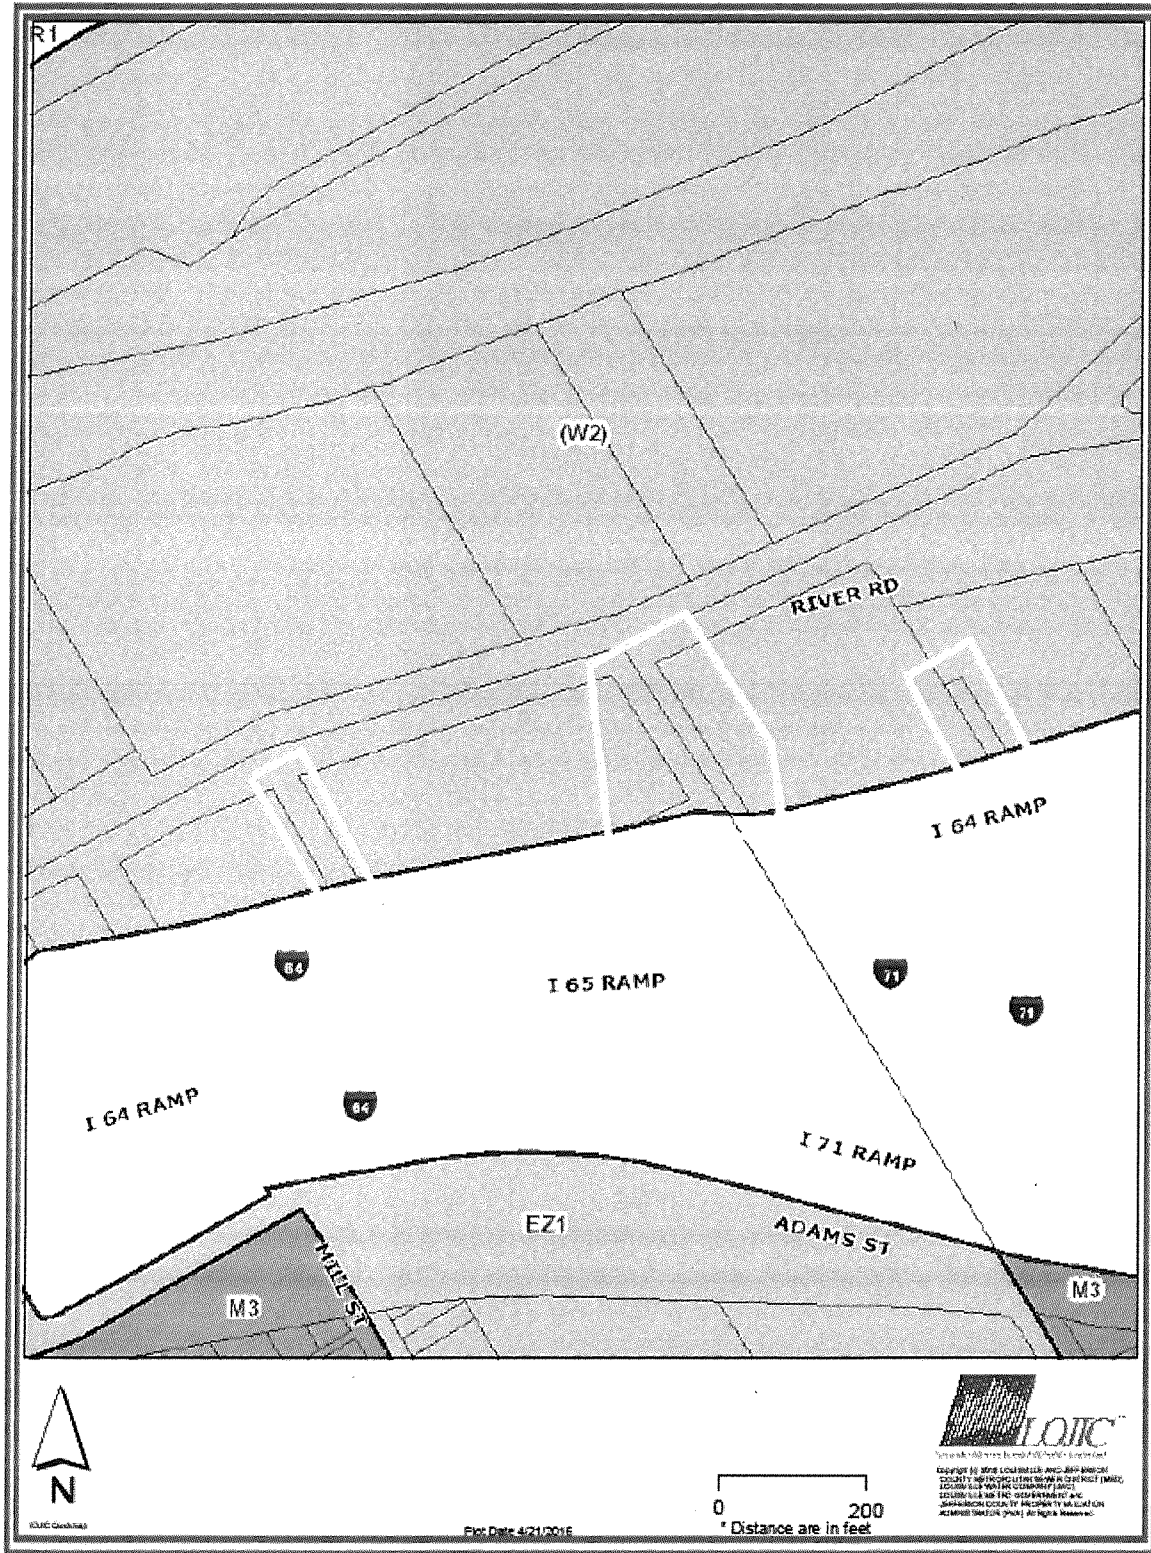 R1
(W2)
RIVER RD
I 64 RAMP
64
I 65 RAMP
71
71
I 64 RAMP
64
I 71 RAMP
EZ1
ADAMS ST
MILL ST
M3
M3
LOJIC
N
0 200
* Distance are in feet
Plot Date 4/21/2016